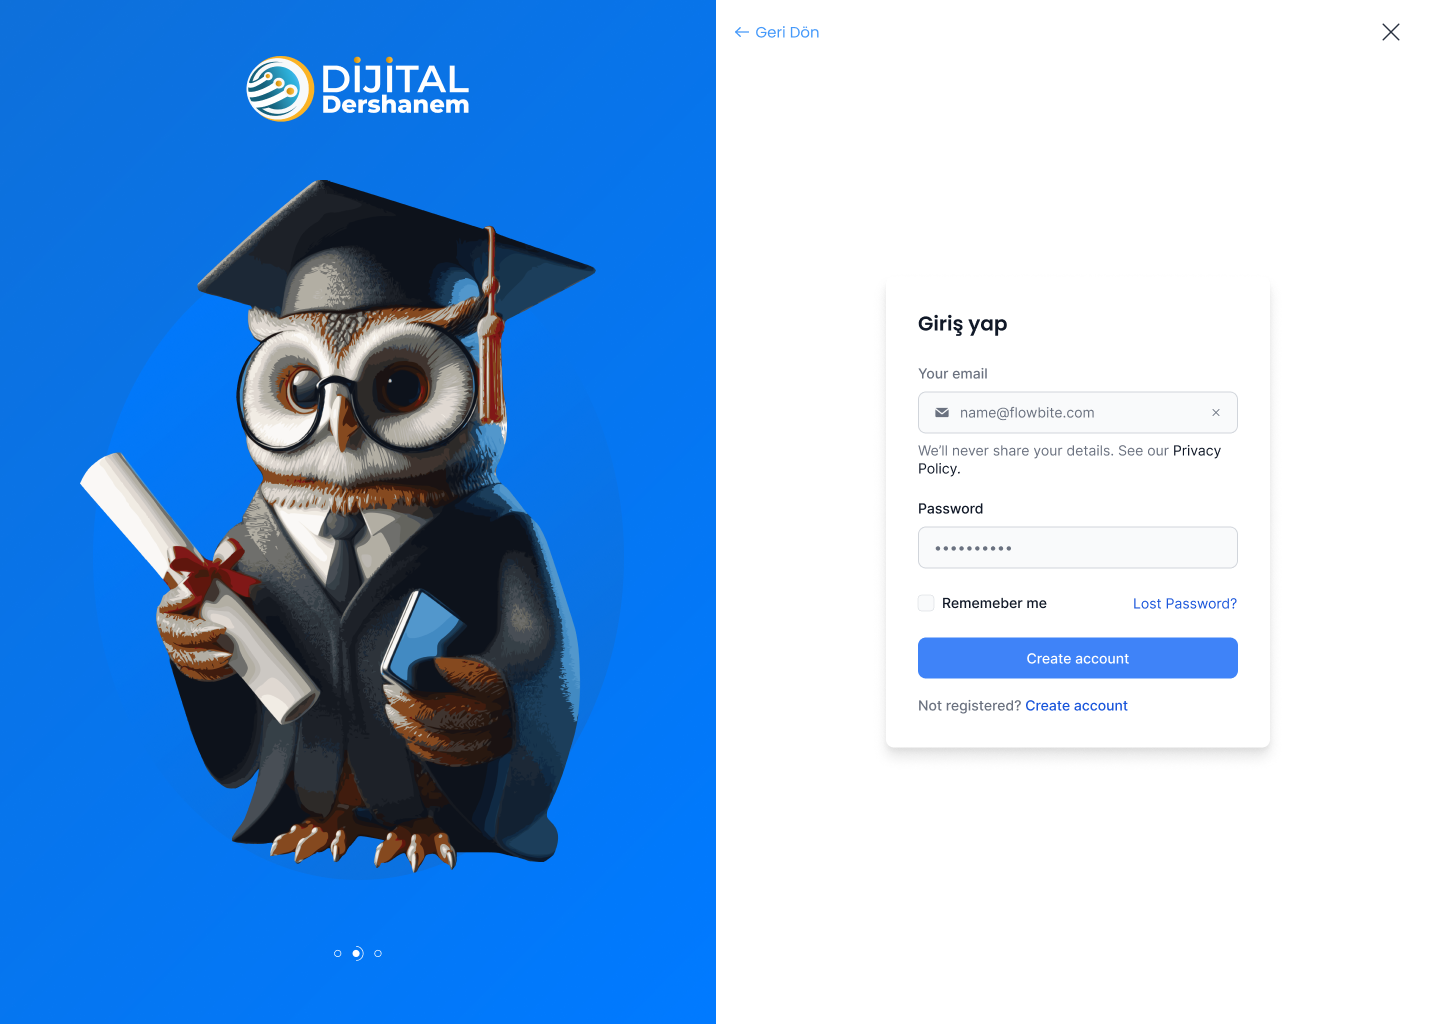 DİJİTAL
Dershanem
Geri Dön
Giriş yap
Your email
name@flowbite.com
We'll never share your details. See our Privacy
Policy.
Password
Rememeber me
Lost Password?
Create account
Not registered? Create account